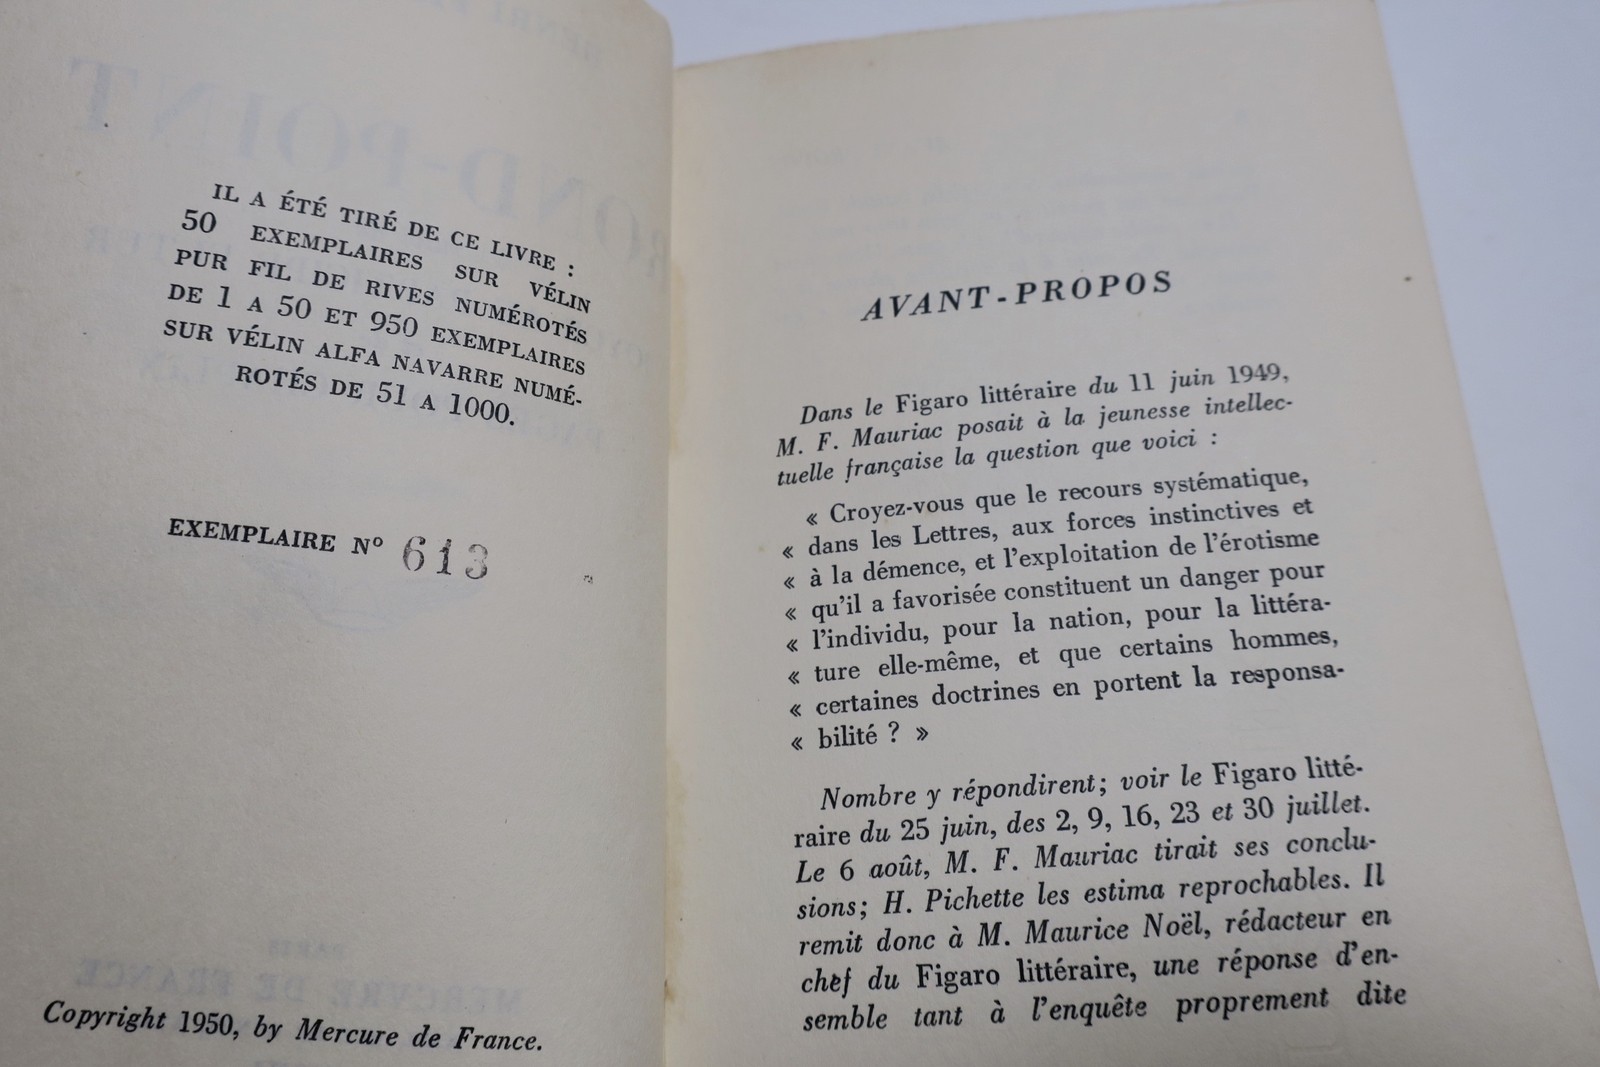 IL A ÉTÉ TIRÉ DE CE LIVRE :
50 EXEMPLAIRES SUR VÉLIN
PUR FIL DE RIVES NUMÉROTÉS
DE 1 A 50 ET 950 EXEMPLAIRES
SUR VÉLIN ALFA NAVARRE NUMÉ-
ROTÉS DE 51 A 1000.
EXEMPLAIRE Nº 613
Copyright 1950, by Mercure de France.
AVANT-PROPOS
Dans le Figaro littéraire du 11 juin 1949,
M. F. Mauriac posait à la jeunesse intellec-
tuelle française la question que voici :
« Croyez-vous que le recours systématique,
« dans les Lettres, aux forces instinctives et
« à la démence, et l'exploitation de l'érotisme
« qu'il a favorisée constituent un danger pour
« l'individu, pour la nation, pour la littéra-
« ture elle-même, et que certains hommes,
« certaines doctrines en portent la responsa-
« bilité ? »
Nombre y répondirent; voir le Figaro litté-
raire du 25 juin, des 2, 9, 16, 23 et 30 juillet.
Le 6 août, M. F. Mauriac tirait ses conclu-
sions; H. Pichette les estima reprochables. Il
remit donc à M. Maurice Noël, rédacteur en
chef du Figaro littéraire, une réponse d'en-
semble tant à l'enquête proprement dite